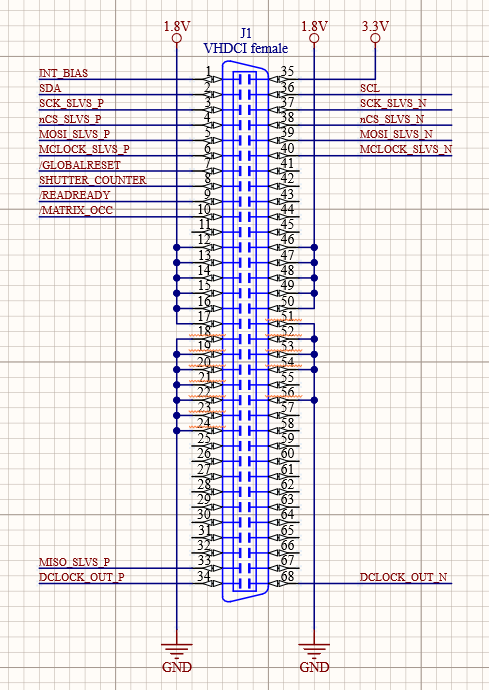 1.8V 1.8V 3.3V
J1
VHDCI female
INT_BIAS 1 35
SDA 2 36 SCL
SCK_SLVS_P 3 37 SCK_SLVS_N
nCS_SLVS_P 4 38 nCS_SLVS_N
MOSI_SLVS_P 5 39 MOSI_SLVS_N
MCLOCK_SLVS_P 6 40 MCLOCK_SLVS_N
/GLOBALRESET 7 41
SHUTTER_COUNTER 8 42
/READREADY 9 43
/MATRIX_OCC 10 44
11 45
12 46
13 47
14 48
15 49
16 50
17 51
18 52
19 53
20 54
21 55
22 56
23 57
24 58
25 59
26 60
27 61
28 62
29 63
30 64
31 65
32 66
MISO_SLVS_P 33 67
DCLOCK_OUT_P 34 68 DCLOCK_OUT_N
GND GND